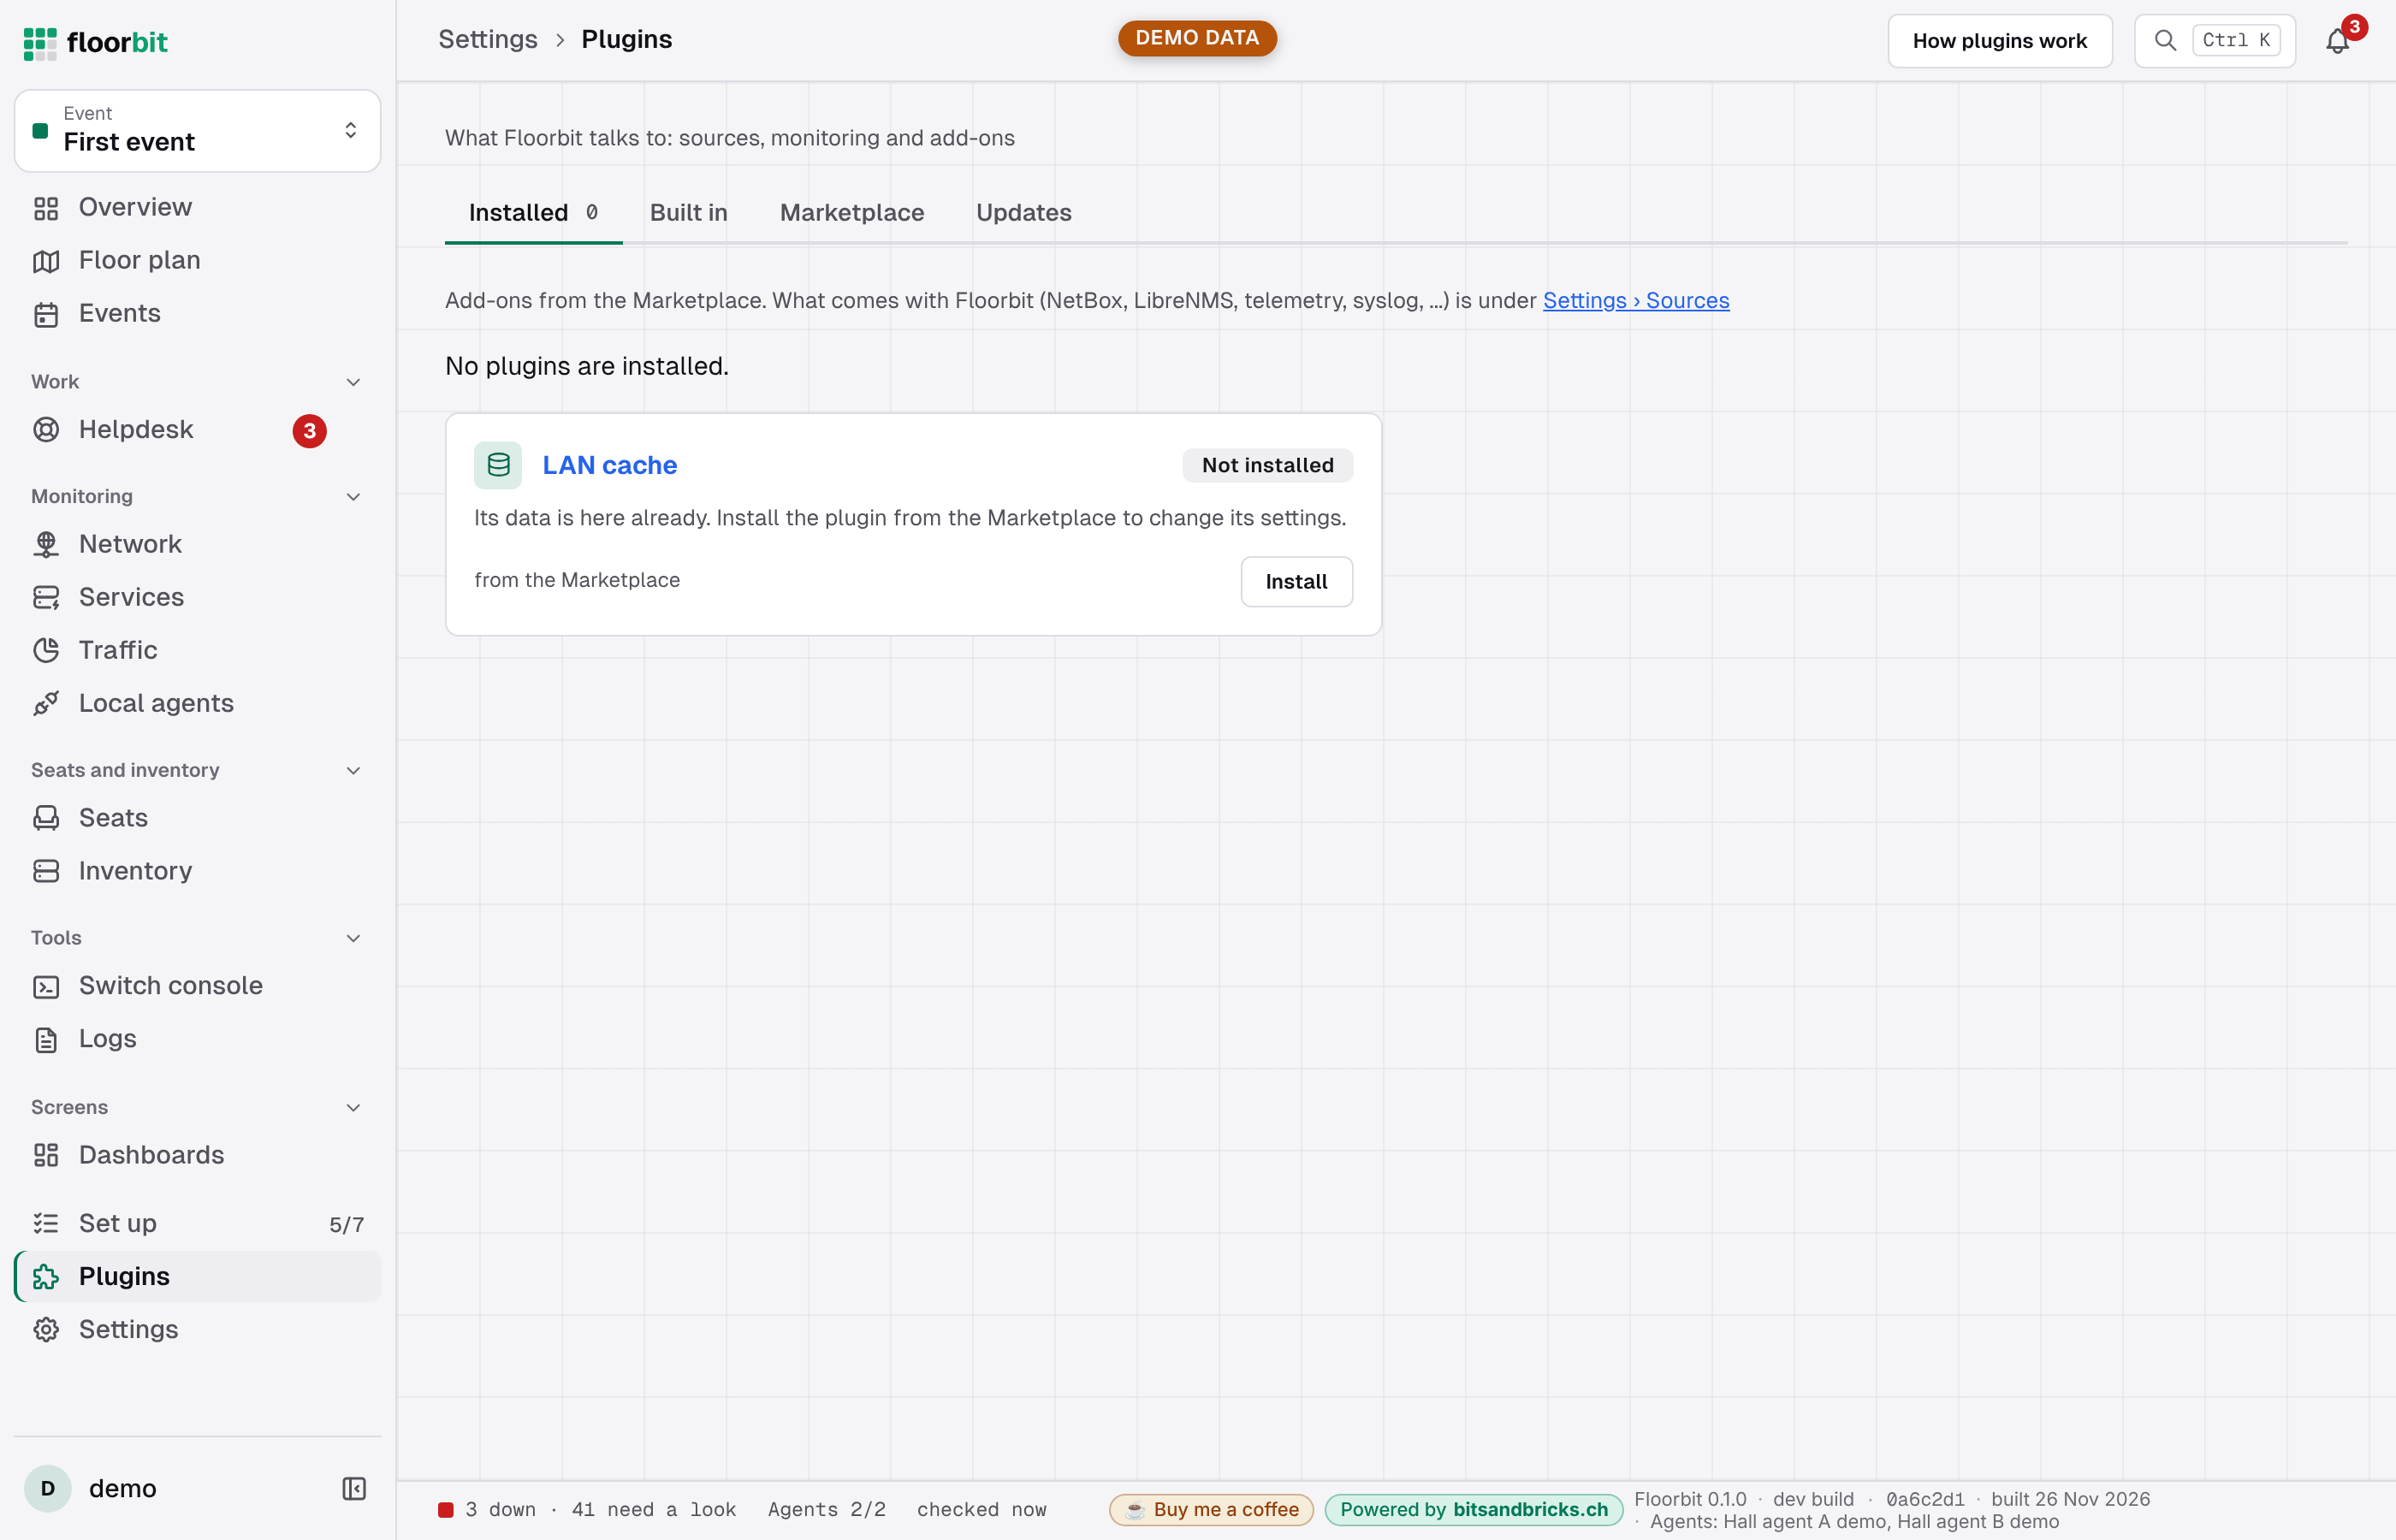 floorbit
Event
First event
Overview
Floor plan
Events
Work
Helpdesk 3
Monitoring
Network
Services
Traffic
Local agents
Seats and inventory
Seats
Inventory
Tools
Switch console
Logs
Screens
Dashboards
Set up 5/7
Plugins
Settings
D demo
Settings › Plugins
DEMO DATA
How plugins work
Ctrl K
3
What Floorbit talks to: sources, monitoring and add-ons
Installed 0 Built in Marketplace Updates
Add-ons from the Marketplace. What comes with Floorbit (NetBox, LibreNMS, telemetry, syslog, …) is under Settings › Sources
No plugins are installed.
LAN cache Not installed
Its data is here already. Install the plugin from the Marketplace to change its settings.
from the Marketplace Install
3 down · 41 need a look Agents 2/2 checked now
☕ Buy me a coffee
Powered by bitsandbricks.ch
Floorbit 0.1.0 · dev build · 0a6c2d1 · built 26 Nov 2026
· Agents: Hall agent A demo, Hall agent B demo